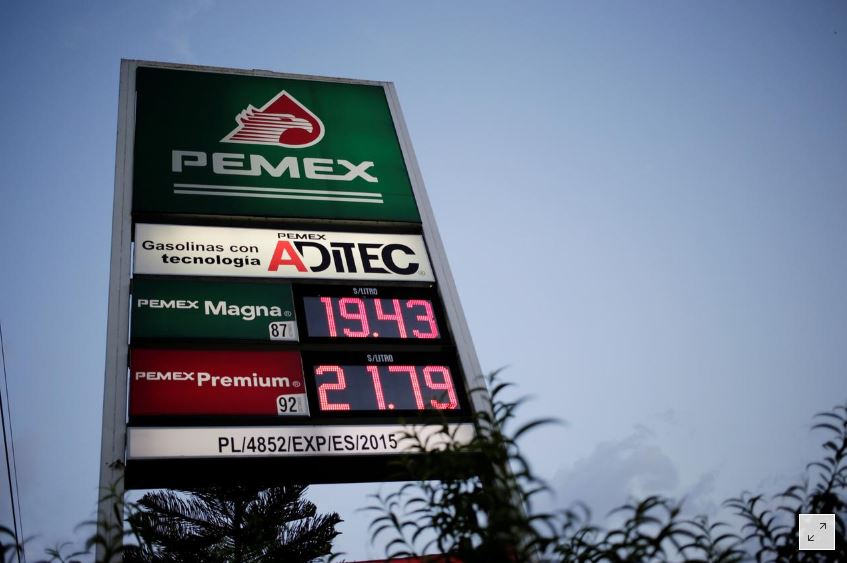 PEMEX
PEMEX
Gasolinas con
tecnología
ADITEC
S/LITRO
PEMEX Magna®
87
19.43
S/LITRO
PEMEX Premium®
92
21.79
PL/4852/EXP/ES/2015